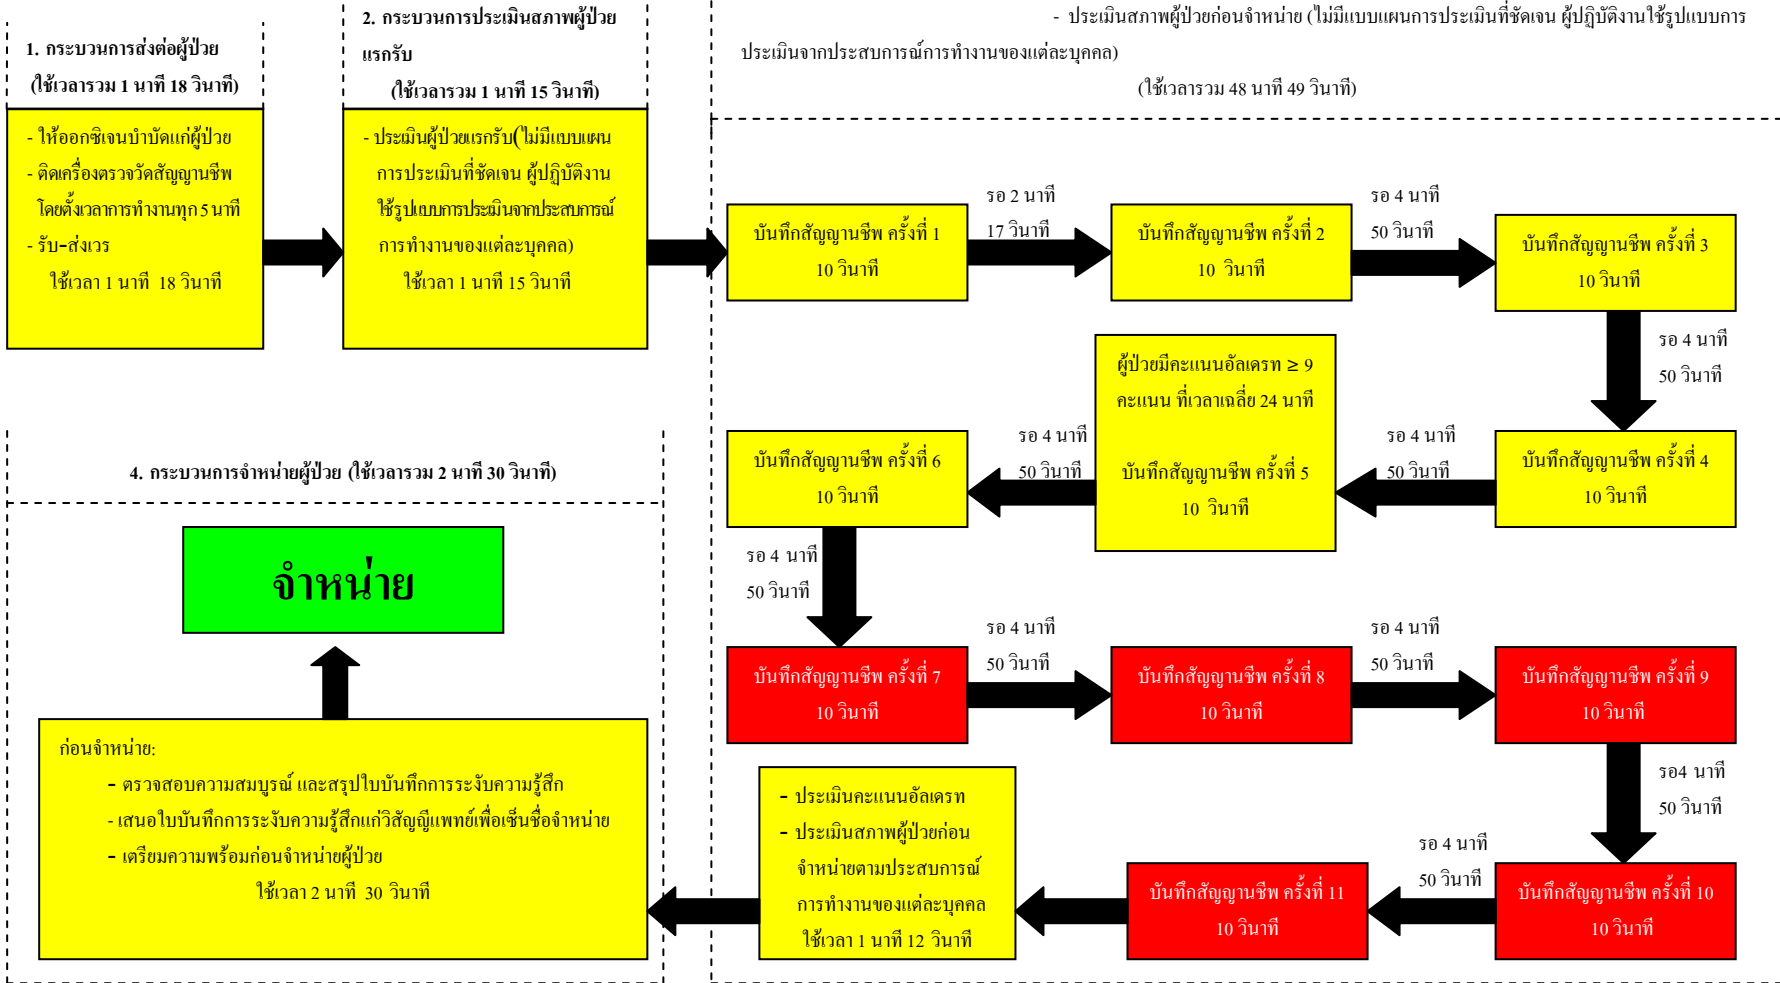 1. กระบวนการส่งต่อผู้ป่วย
(ใช้เวลารวม 1 นาที 18 วินาที)
- ให้ออกซิเจนบำบัดแก่ผู้ป่วย
- ติดเครื่องตรวจวัดสัญญานชีพ
โดยตั้งเวลาการทำงานทุก 5 นาที
- รับ-ส่งเวร
ใช้เวลา 1 นาที 18 วินาที
2. กระบวนการประเมินสภาพผู้ป่วย
แรกรับ
(ใช้เวลารวม 1 นาที 15 วินาที)
- ประเมินผู้ป่วยแรกรับ(ไม่มีแบบแผน
การประเมินที่ชัดเจน ผู้ปฏิบัติงาน
ใช้รูปแบบการประเมินจากประสบการณ์
การทำงานของแต่ละบุคคล)
ใช้เวลา 1 นาที 15 วินาที
- ประเมินสภาพผู้ป่วยก่อนจำหน่าย (ไม่มีแบบแผนการประเมินที่ชัดเจน ผู้ปฏิบัติงานใช้รูปแบบการ
ประเมินจากประสบการณ์การทำงานของแต่ละบุคคล)
(ใช้เวลารวม 48 นาที 49 วินาที)
บันทึกสัญญานชีพ ครั้งที่ 1
10 วินาที
รอ 2 นาที
17 วินาที
บันทึกสัญญานชีพ ครั้งที่ 2
10 วินาที
รอ 4 นาที
50 วินาที
บันทึกสัญญานชีพ ครั้งที่ 3
10 วินาที
รอ 4 นาที
50 วินาที
บันทึกสัญญานชีพ ครั้งที่ 4
10 วินาที
รอ 4 นาที
50 วินาที
ผู้ป่วยมีคะแนนอัลเดรท ≥ 9
คะแนน ที่เวลาเฉลี่ย 24 นาที
บันทึกสัญญานชีพ ครั้งที่ 5
10 วินาที
รอ 4 นาที
50 วินาที
บันทึกสัญญานชีพ ครั้งที่ 6
10 วินาที
รอ 4 นาที
50 วินาที
บันทึกสัญญานชีพ ครั้งที่ 7
10 วินาที
รอ 4 นาที
50 วินาที
บันทึกสัญญานชีพ ครั้งที่ 8
10 วินาที
รอ 4 นาที
50 วินาที
บันทึกสัญญานชีพ ครั้งที่ 9
10 วินาที
รอ4 นาที
50 วินาที
บันทึกสัญญานชีพ ครั้งที่ 10
10 วินาที
รอ 4 นาที
50 วินาที
บันทึกสัญญานชีพ ครั้งที่ 11
10 วินาที
- ประเมินคะแนนอัลเดรท
- ประเมินสภาพผู้ป่วยก่อน
จำหน่ายตามประสบการณ์
การทำงานของแต่ละบุคคล
ใช้เวลา 1 นาที 12 วินาที
4. กระบวนการจำหน่ายผู้ป่วย (ใช้เวลารวม 2 นาที 30 วินาที)
จำหน่าย
ก่อนจำหน่าย:
- ตรวจสอบความสมบูรณ์ และสรุปใบบันทึกการระงับความรู้สึก
- เสนอใบบันทึกการระงับความรู้สึกแก่วิสัญญีแพทย์เพื่อเซ็นชื่อจำหน่าย
- เตรียมความพร้อมก่อนจำหน่ายผู้ป่วย
ใช้เวลา 2 นาที 30 วินาที